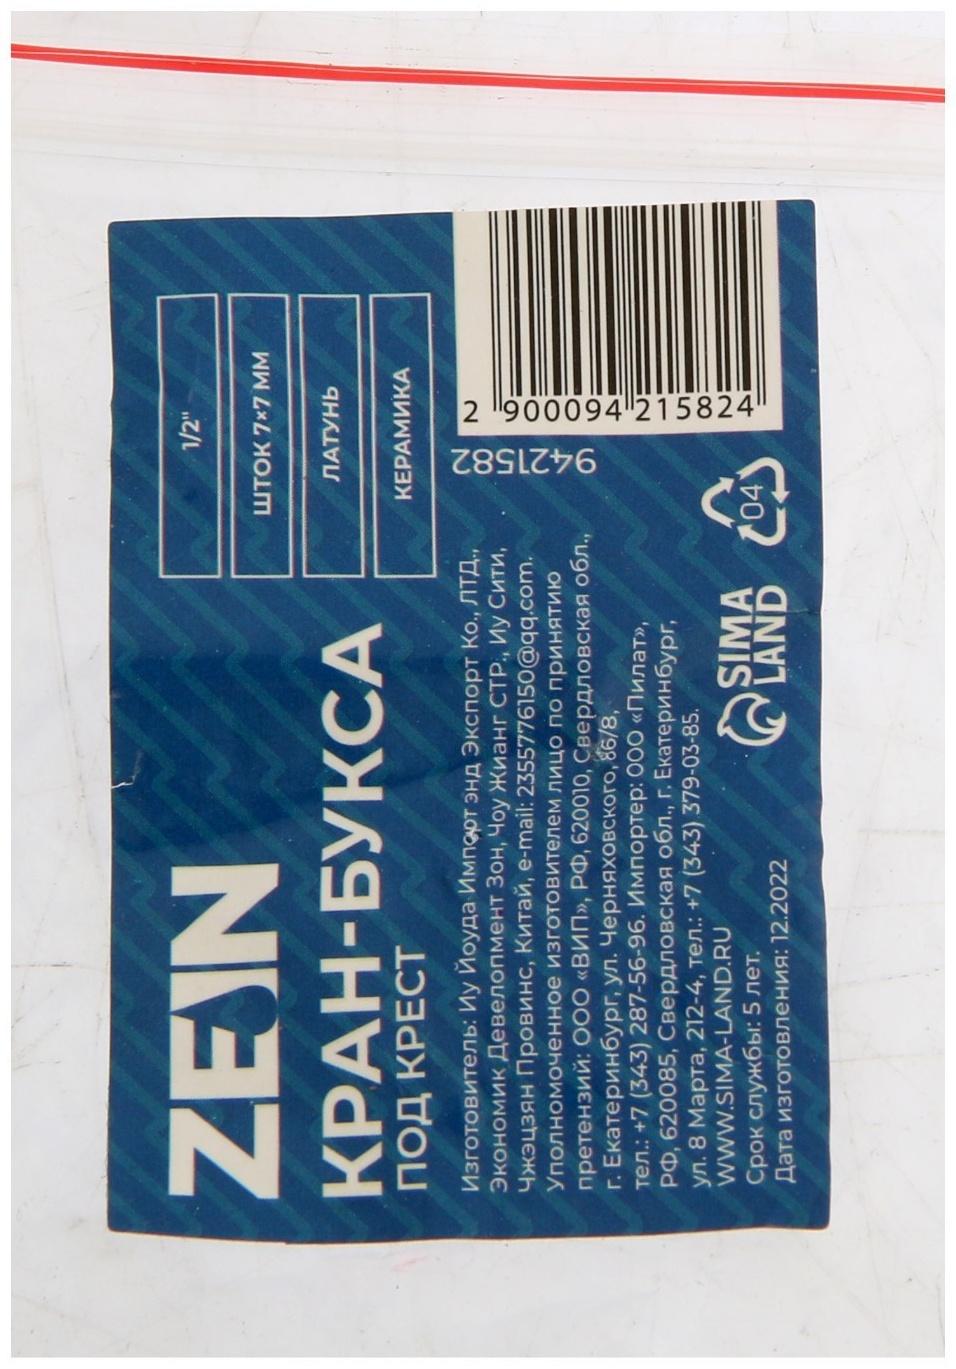 ZEIN
КРАН-БУКСА
ПОД КРЕСТ
1/2"
ШТОК 7×7 ММ
ЛАТУНЬ
КЕРАМИКА
Изготовитель: Иу Йоуда Импорт энд Экспорт Ко., ЛТД.,
Экономик Девелопмент Зон, Чоу Жианг СТР., Иу Сити,
Чжэцзян Провинс, Китай, e-mail: 2355776150@qq.com.
Уполномоченное изготовителем лицо по принятию
претензий: ООО «ВИП», РФ, 620010, Свердловская обл.,
г. Екатеринбург, ул. Черняховского, 86/8,
тел.: +7 (343) 287-56-96. Импортер: ООО «Пилат»,
РФ, 620085, Свердловская обл., г. Екатеринбург,
ул. 8 Марта, 212-4, тел.: +7 (343) 379-03-85.
WWW.SIMA-LAND.RU
Срок службы: 5 лет.
Дата изготовления: 12.2022
SIMA
LAND
04
9421582
2 900094 215824